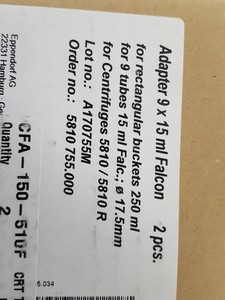 Adapter 9 x 15 ml Falcon 2 pcs.
for rectangular buckets 250 ml
for 9 tubes 15 ml Falc.; ø 17.5mm
for Centrifuges 5810 / 5810 R
Lot no.: A170755M
Order no.: 5810 755.000
Eppendorf AG
22331 Hamburg
CFA-150-510F CRT
Quantity 2
5.034